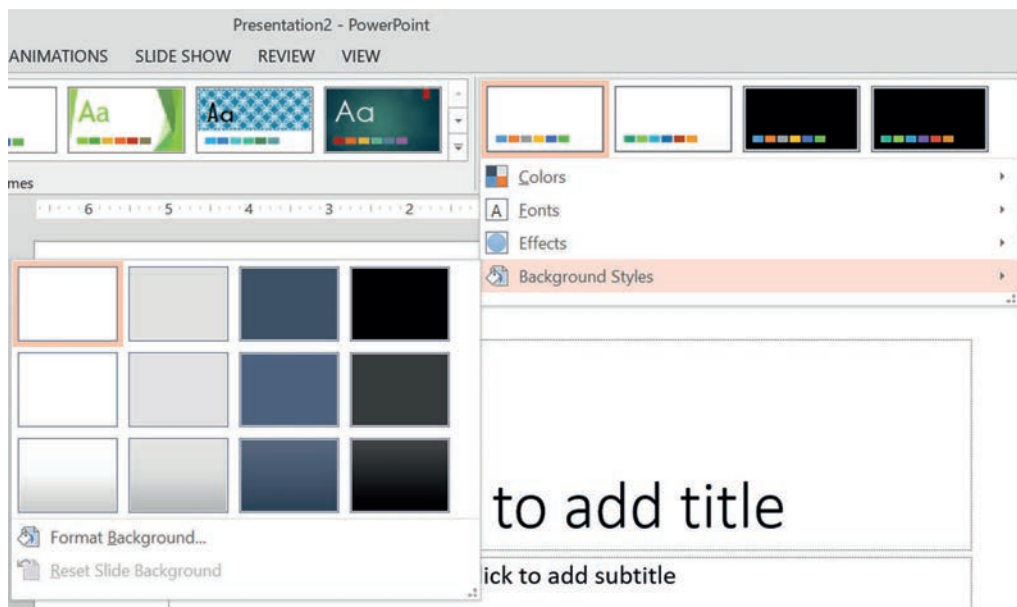 Presentation2 - PowerPoint
ANIMATIONS SLIDE SHOW REVIEW VIEW
Aa Aa Aa
mes
6 5 4 3 2
Colors
Fonts
Effects
Background Styles
Format Background...
Reset Slide Background
to add title
ick to add subtitle